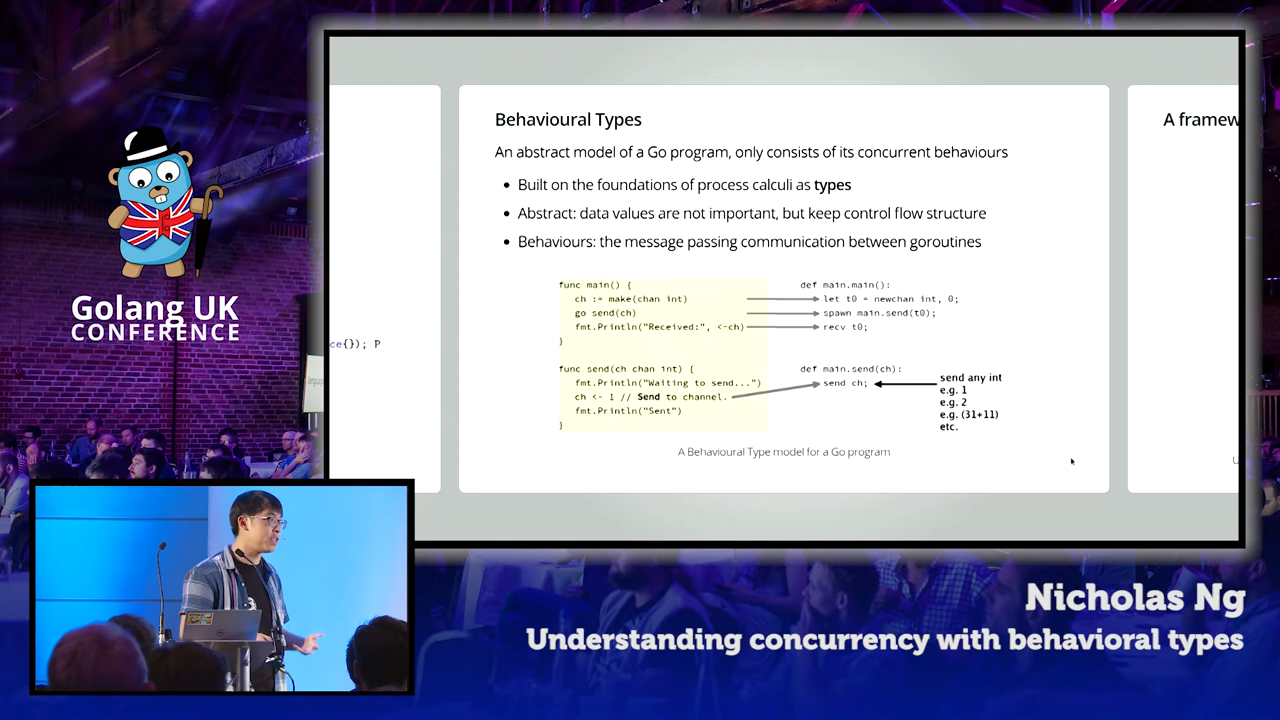 Golang UK
CONFERENCE
ce{}); P
Behavioural Types
An abstract model of a Go program, only consists of its concurrent behaviours
• Built on the foundations of process calculi as types
• Abstract: data values are not important, but keep control flow structure
• Behaviours: the message passing communication between goroutines
func main() {
ch := make(chan int)
go send(ch)
fmt.Println("Received:", <-ch)
}
func send(ch chan int) {
fmt.Println("Waiting to send...")
ch <- 1 // Send to channel.
fmt.Println("Sent")
}
def main.main():
let t0 = newchan int, 0;
spawn main.send(t0);
recv t0;
def main.send(ch):
send ch;
send any int
e.g. 1
e.g. 2
e.g. (31+11)
etc.
A Behavioural Type model for a Go program
A framew
U
Nicholas Ng
Understanding concurrency with behavioral types